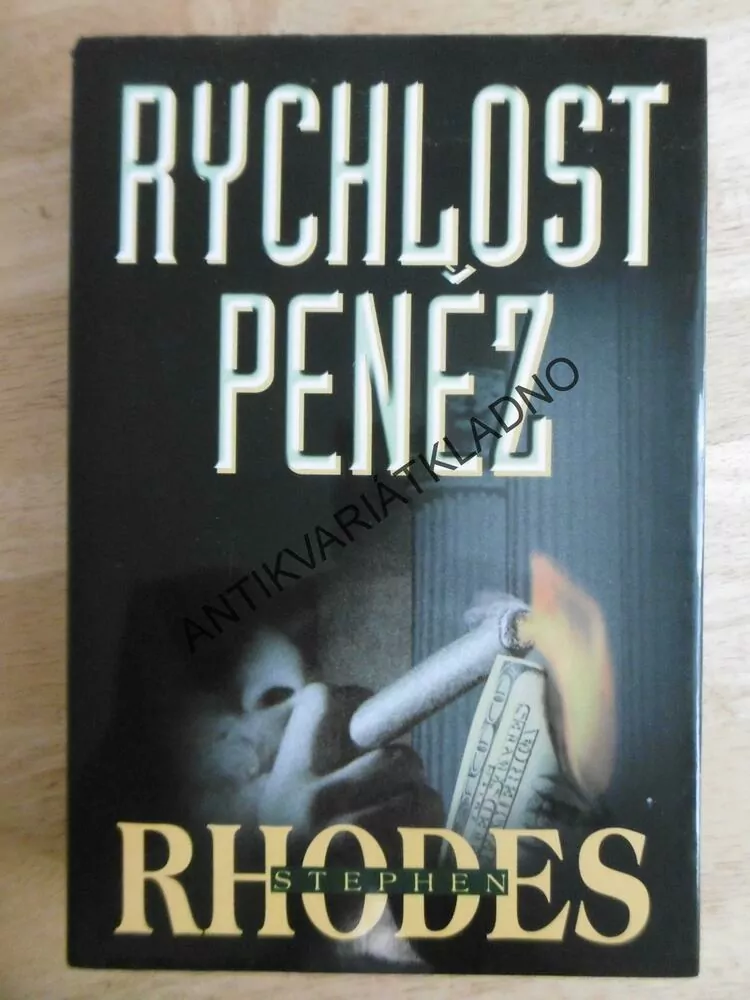 RYCHLOST
PENĚZ
ANTIKVARIÁTKLADNO
RHODES
STEPHEN